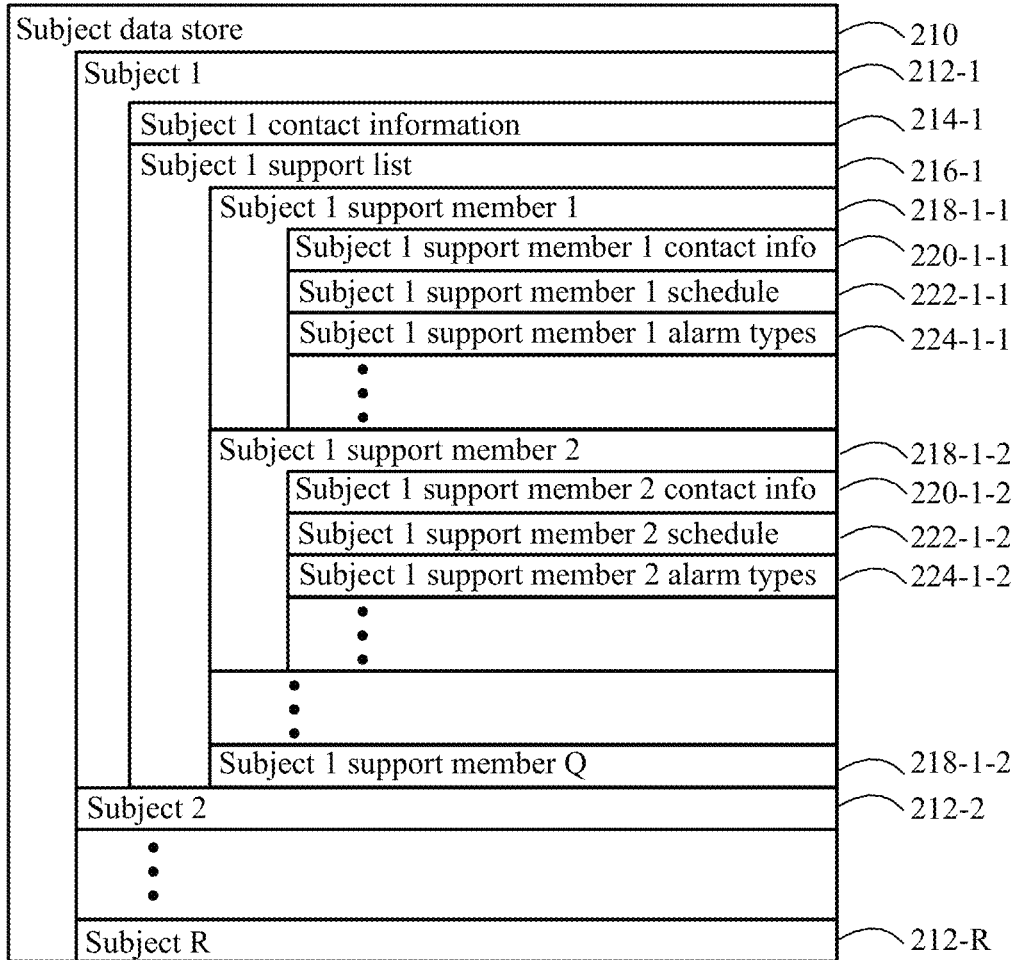 Subject data store 210
Subject 1 212-1
Subject 1 contact information 214-1
Subject 1 support list 216-1
Subject 1 support member 1 218-1-1
Subject 1 support member 1 contact info 220-1-1
Subject 1 support member 1 schedule 222-1-1
Subject 1 support member 1 alarm types 224-1-1
Subject 1 support member 2 218-1-2
Subject 1 support member 2 contact info 220-1-2
Subject 1 support member 2 schedule 222-1-2
Subject 1 support member 2 alarm types 224-1-2
Subject 1 support member Q 218-1-2
Subject 2 212-2
Subject R 212-R